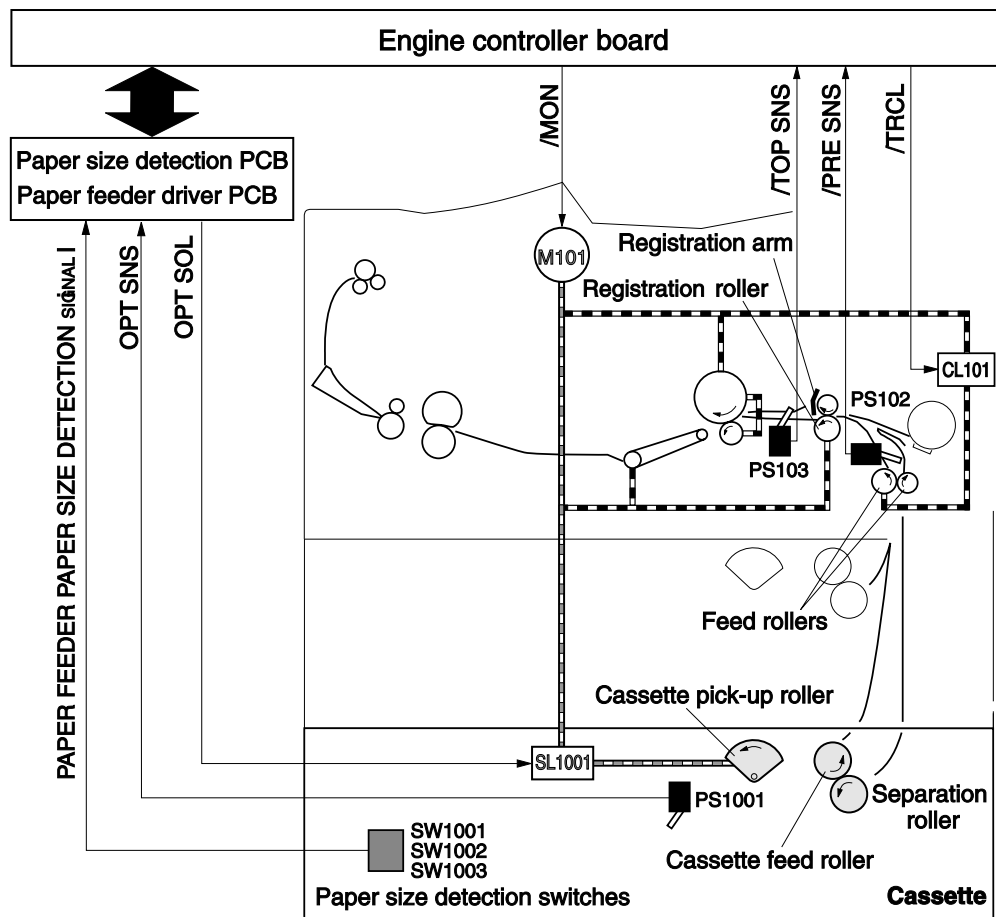 Engine controller board
/MON
/TOP SNS
/PRE SNS
/TRCL
Paper size detection PCB
Paper feeder driver PCB
PAPER FEEDER PAPER SIZE DETECTION SIGNAL I
OPT SNS
OPT SOL
M101
Registration arm
Registration roller
CL101
PS102
PS103
Feed rollers
Cassette pick-up roller
SL1001
PS1001
Separation
roller
SW1001
SW1002
SW1003
Cassette feed roller
Paper size detection switches
Cassette